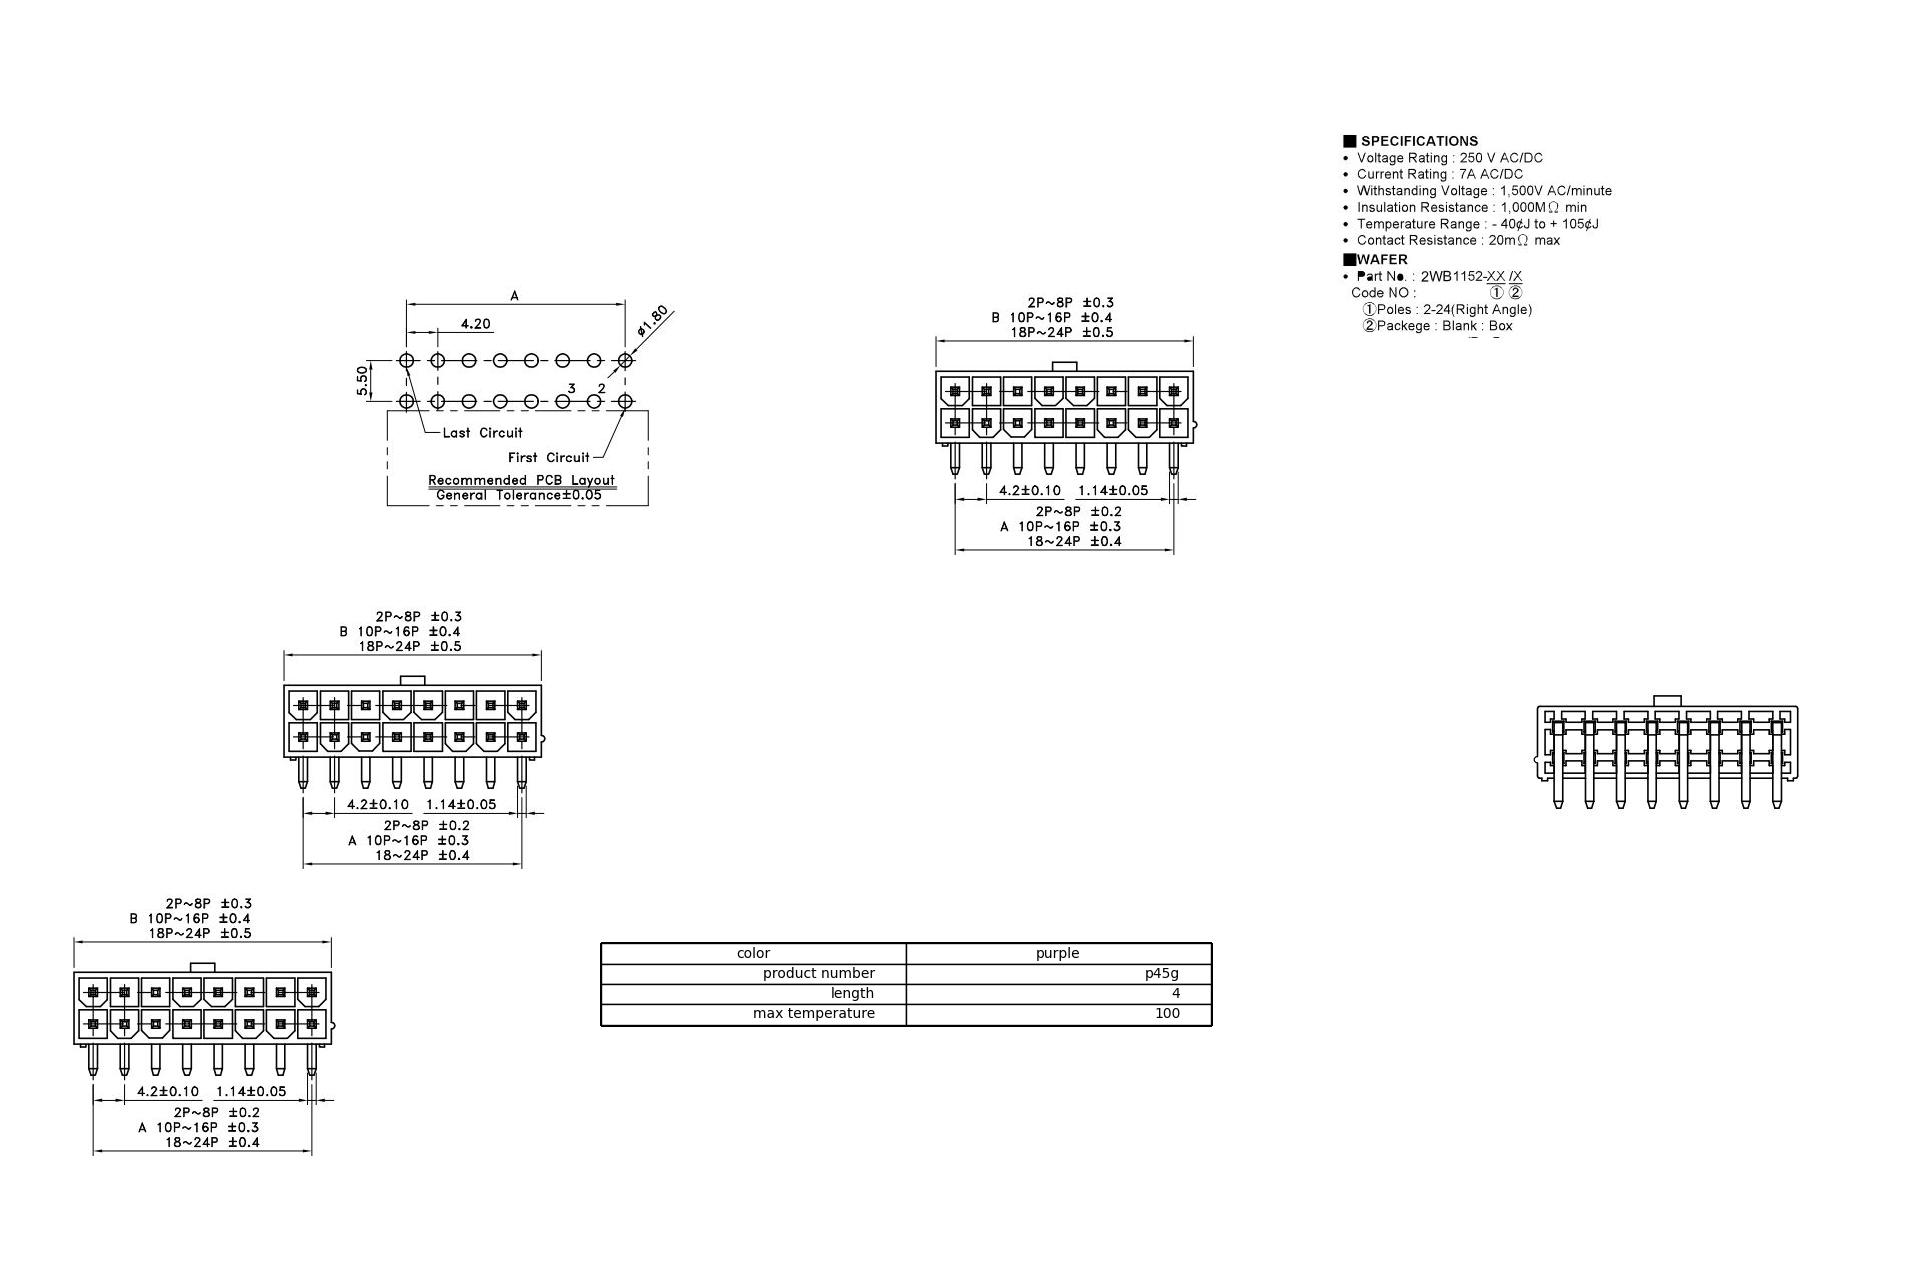 ■ SPECIFICATIONS
• Voltage Rating : 250 V AC/DC
• Current Rating : 7A AC/DC
• Withstanding Voltage : 1,500V AC/minute
• Insulation Resistance : 1,000MΩ min
• Temperature Range : - 40¢J to + 105¢J
• Contact Resistance : 20mΩ max
■WAFER
• Part No. : 2WB1152-XX /X
Code NO : ① ②
①Poles : 2-24(Right Angle)
②Packege : Blank : Box
A
4.20
ø1.80
5.50
3 2
Last Circuit
First Circuit
Recommended PCB Layout
General Tolerance±0.05
2P~8P ±0.3
B 10P~16P ±0.4
18P~24P ±0.5
4.2±0.10 1.14±0.05
2P~8P ±0.2
A 10P~16P ±0.3
18~24P ±0.4
2P~8P ±0.3
B 10P~16P ±0.4
18P~24P ±0.5
4.2±0.10 1.14±0.05
2P~8P ±0.2
A 10P~16P ±0.3
18~24P ±0.4
2P~8P ±0.3
B 10P~16P ±0.4
18P~24P ±0.5
4.2±0.10 1.14±0.05
2P~8P ±0.2
A 10P~16P ±0.3
18~24P ±0.4
color purple
product number p45g
length 4
max temperature 100